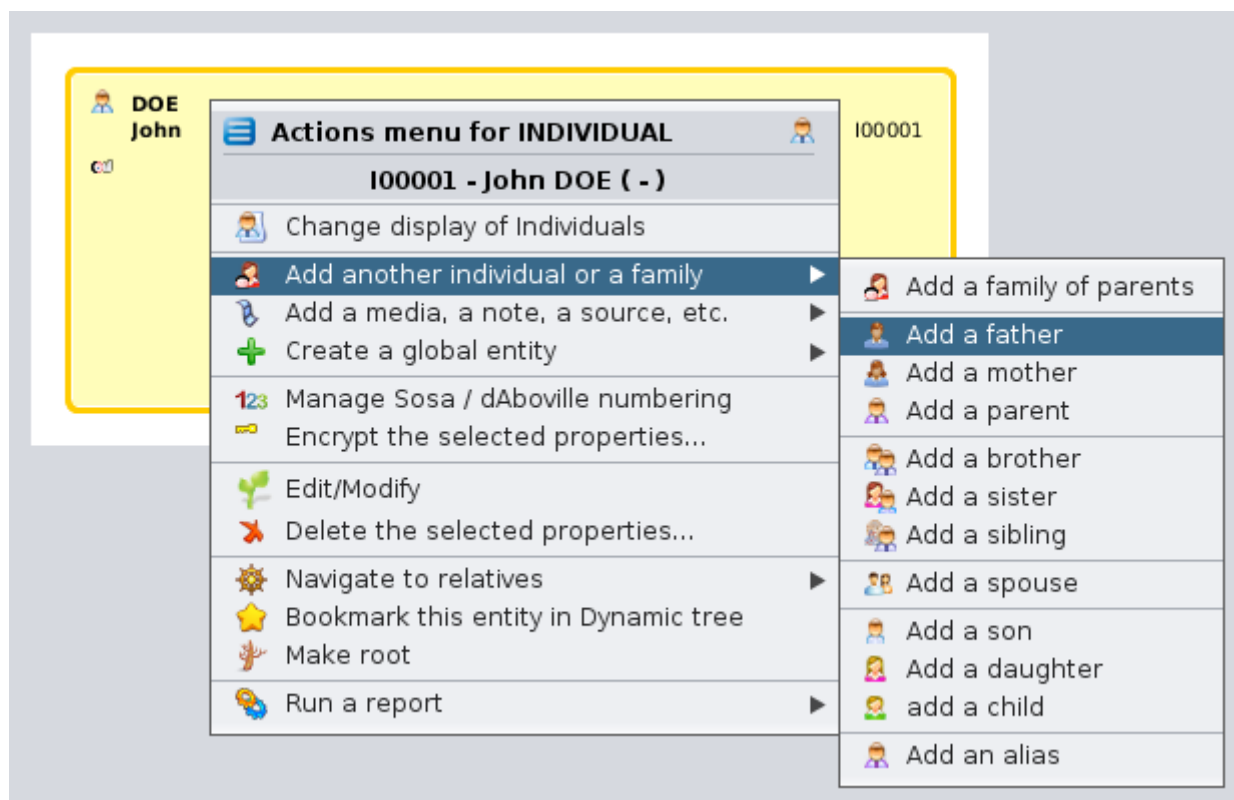 DOE
John
I00001
Actions menu for INDIVIDUAL
I00001 - John DOE ( - )
Change display of Individuals
Add another individual or a family
Add a media, a note, a source, etc.
Create a global entity
123 Manage Sosa / dAboville numbering
Encrypt the selected properties...
Edit/Modify
Delete the selected properties...
Navigate to relatives
Bookmark this entity in Dynamic tree
Make root
Run a report
Add a family of parents
Add a father
Add a mother
Add a parent
Add a brother
Add a sister
Add a sibling
Add a spouse
Add a son
Add a daughter
add a child
Add an alias